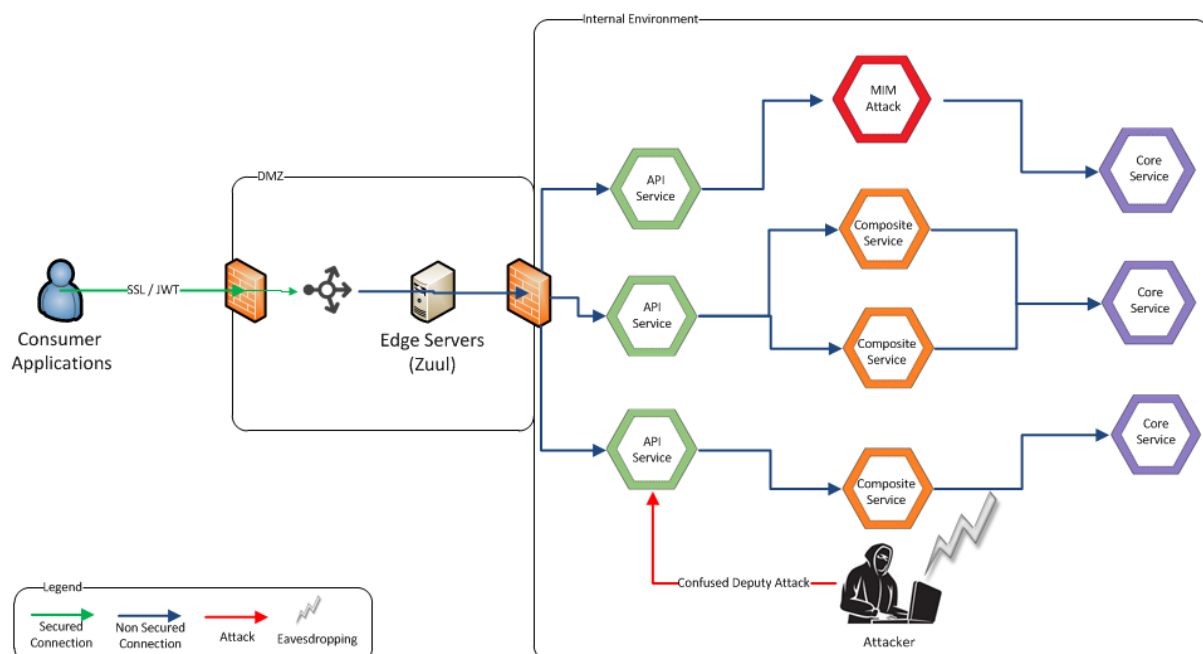 Internal Environment
MIM
Attack
API
Service
Core
Service
DMZ
Composite
Service
SSL / JWT
Consumer
Applications
Edge Servers
(Zuul)
API
Service
Composite
Service
Core
Service
API
Service
Composite
Service
Core
Service
Confused Deputy Attack
Attacker
Legend
Secured
Connection
Non Secured
Connection
Attack
Eavesdropping